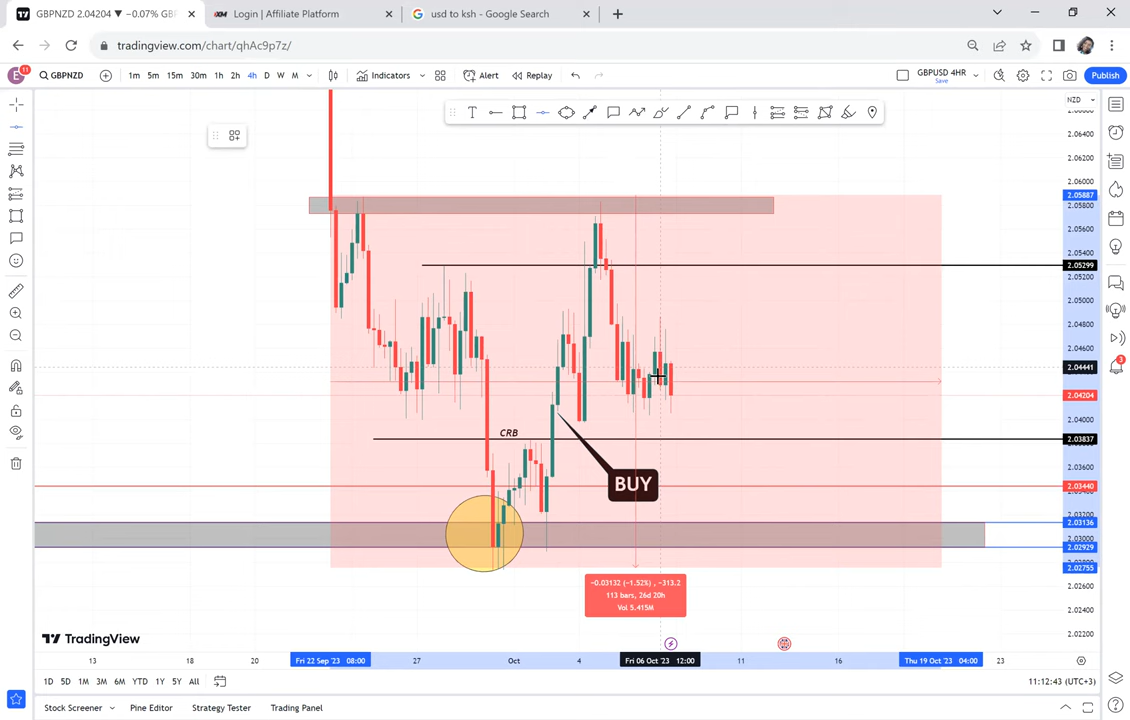 GBPNZD 2.04204 ▼ −0.07% GBP
Login | Affiliate Platform
usd to ksh - Google Search
tradingview.com/chart/qhAc9p7z/
E 11 GBPNZD 1m 5m 15m 30m 1h 2h 4h D W M Indicators Alert Replay GBPUSD 4HR Save Publish
NZD
2.06400
2.06200
2.06000
2.05887
2.05800
2.05600
2.05400
2.05299
2.05200
2.05000
2.04800
2.04600
2.04441
2.04204
2.04000
CRB
2.03837
2.03600
BUY
2.03440
2.03200
2.03136
2.03000
2.02929
2.02755
−0.03132 (−1.52%) , −313.2
113 bars, 26d 20h
Vol 5.415M
2.02600
2.02400
2.02200
3
TradingView
13 18 20 Fri 22 Sep '23 08:00 27 Oct 4 Fri 06 Oct '23 12:00 11 16 Thu 19 Oct '23 04:00 23
1D 5D 1M 3M 6M YTD 1Y 5Y All 11:12:43 (UTC+3)
Stock Screener Pine Editor Strategy Tester Trading Panel